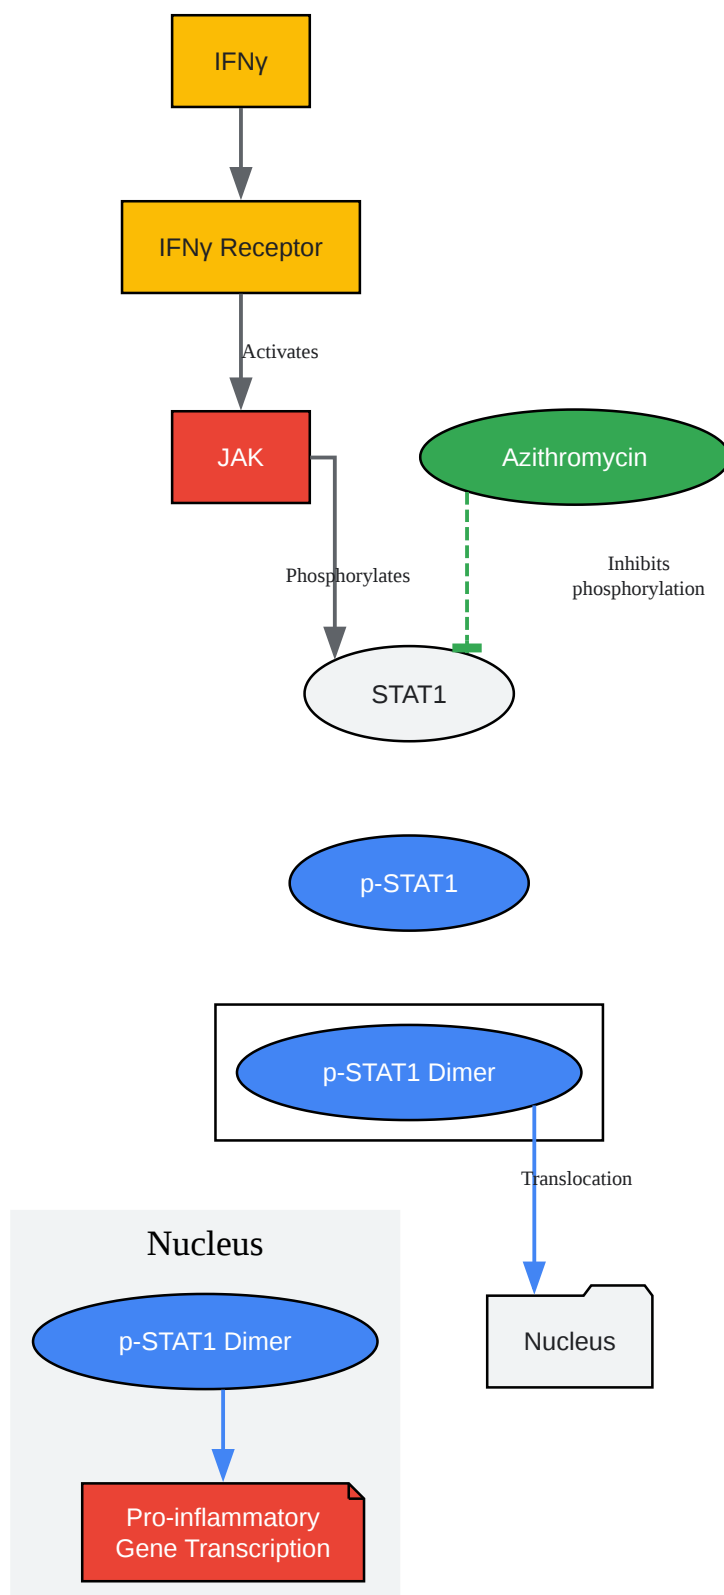 IFNγ
IFNγ Receptor
Activates
JAK
Azithromycin
Phosphorylates
Inhibits
phosphorylation
STAT1
p-STAT1
p-STAT1 Dimer
Translocation
Nucleus
p-STAT1 Dimer
Nucleus
Pro-inflammatory
Gene Transcription